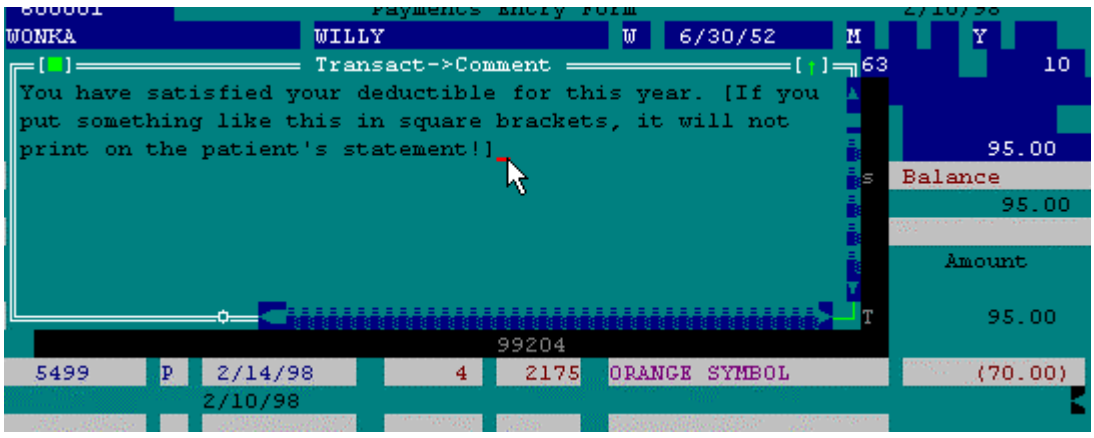 800001 Payments Entry Form 2/10/98
WONKA WILLY W 6/30/52 M Y
[ ] Transact->Comment [↑] 63 10
You have satisfied your deductible for this year. [If you
put something like this in square brackets, it will not
print on the patient's statement!] 95.00
s Balance
95.00
Amount
T 95.00
99204
5499 P 2/14/98 4 2175 ORANGE SYMBOL (70.00)
2/10/98